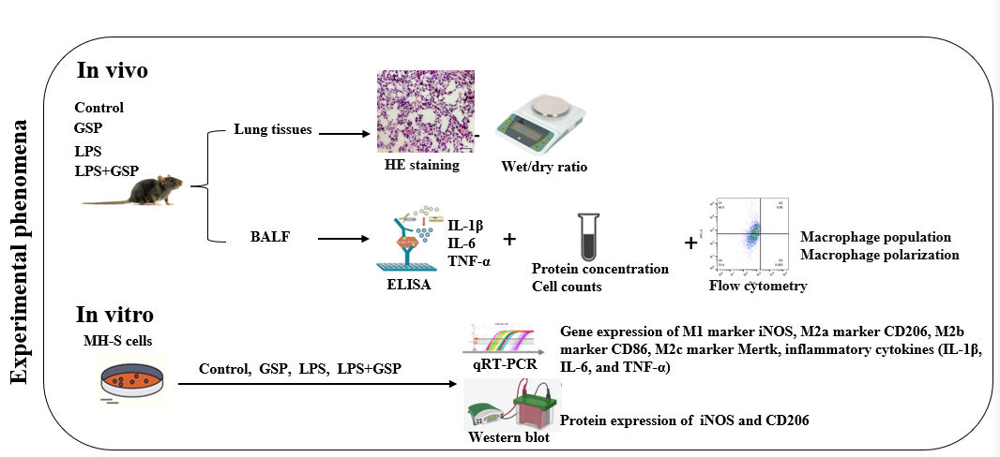 Experimental phenomena
In vivo
Control
GSP
LPS
LPS+GSP
Lung tissues
HE staining
Wet/dry ratio
BALF
ELISA
IL-1β
IL-6
TNF-α
+
Protein concentration
Cell counts
+
Flow cytometry
Macrophage population
Macrophage polarization
In vitro
MH-S cells
Control, GSP, LPS, LPS+GSP
qRT-PCR
Gene expression of M1 marker iNOS, M2a marker CD206, M2b
marker CD86, M2c marker Mertk, inflammatory cytokines (IL-1β,
IL-6, and TNF-α)
Western blot
Protein expression of iNOS and CD206